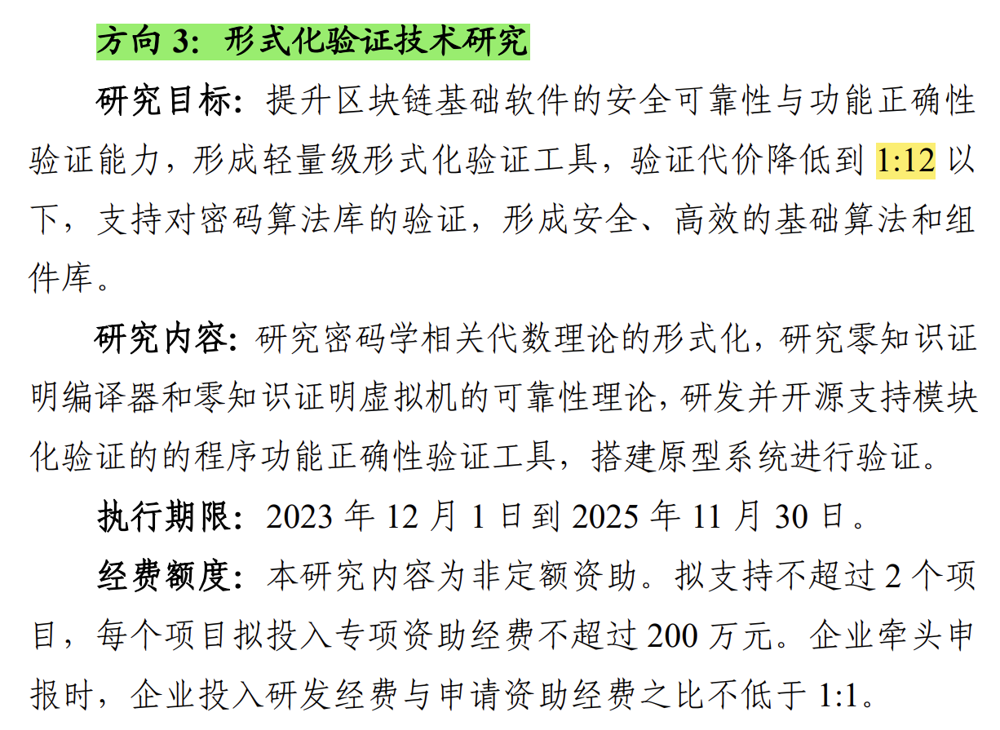 方向 3：形式化验证技术研究
研究目标：提升区块链基础软件的安全可靠性与功能正确性
验证能力，形成轻量级形式化验证工具，验证代价降低到 1:12 以
下，支持对密码算法库的验证，形成安全、高效的基础算法和组
件库。
研究内容：研究密码学相关代数理论的形式化，研究零知识证
明编译器和零知识证明虚拟机的可靠性理论，研发并开源支持模块
化验证的的程序功能正确性验证工具，搭建原型系统进行验证。
执行期限：2023 年 12 月 1 日到 2025 年 11 月 30 日。
经费额度：本研究内容为非定额资助。拟支持不超过 2 个项
目，每个项目拟投入专项资助经费不超过 200 万元。企业牵头申
报时，企业投入研发经费与申请资助经费之比不低于 1:1。